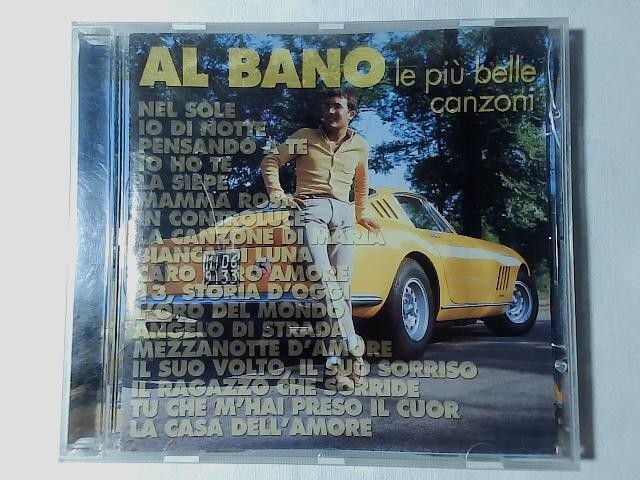 AL BANO le più belle
canzoni
NEL SOLE
IO DI NOTTE
PENSANDO A TE
IO HO TE
LA SIEPE
MAMMA ROSA
IN CONTROLUCE
LA CANZONE DI MARIA
BIANCO DI LUNA
CARO CARO AMORE
13, STORIA D'OGGI
L'ORO DEL MONDO
ANGELO DI STRADA
MEZZANOTTE D'AMORE
IL SUO VOLTO, IL SUO SORRISO
IL RAGAZZO CHE SORRIDE
TU CHE M'HAI PRESO IL CUOR
LA CASA DELL'AMORE